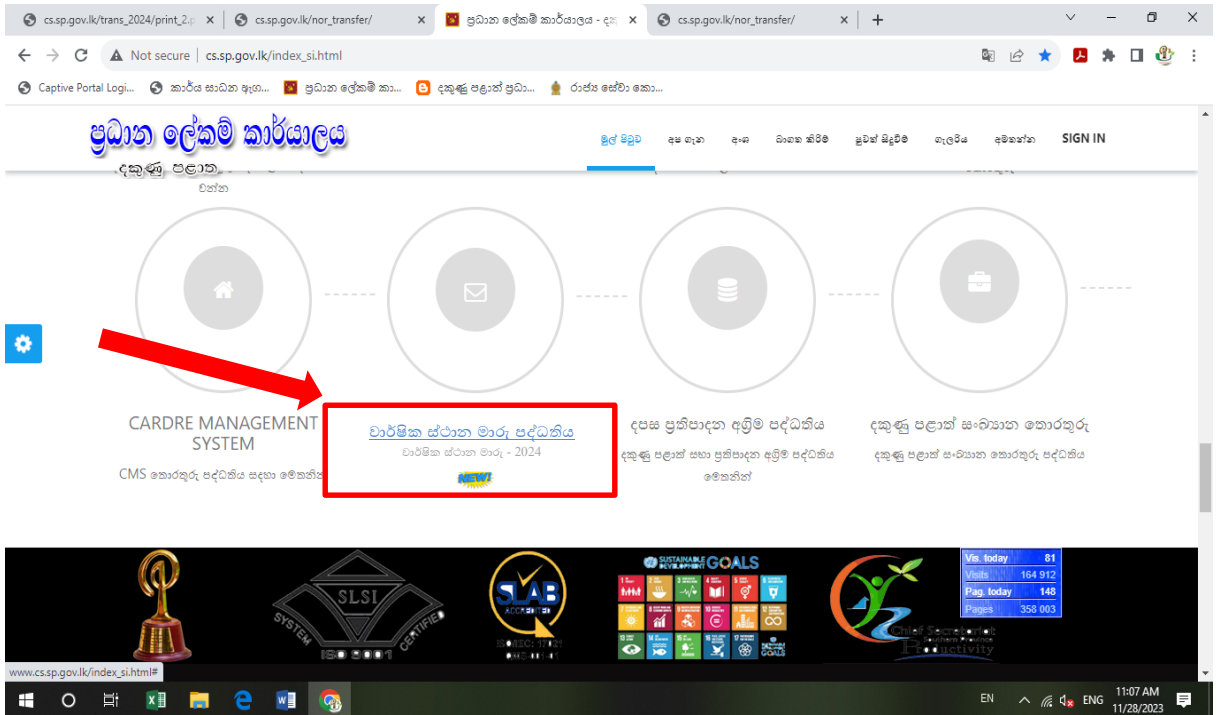 cs.sp.gov.lk/trans_2024/print_2.p
cs.sp.gov.lk/nor_transfer/
ප්‍රධාන ලේකම් කාර්යාලය - දකු
cs.sp.gov.lk/nor_transfer/
Not secure | cs.sp.gov.lk/index_si.html
Captive Portal Logi...
කාර්ය සාධන ඇග...
ප්‍රධාන ලේකම් කා...
දකුණු පළාත් ප්‍රධා...
රාජ්‍ය සේවා කො...
ප්‍රධාන ලේකම් කාර්යාලය
දකුණු පළාත
මුල් පිටුව අප ගැන අංශ බාගත කිරීම් පුවත් සිදුවීම් ගැලරිය අමතන්න SIGN IN
වන්න
CARDRE MANAGEMENT
SYSTEM
CMS තොරතුරු පද්ධතිය සඳහා මෙතනින්
වාර්ෂික ස්ථාන මාරු පද්ධතිය
වාර්ෂික ස්ථාන මාරු - 2024
NEW!
දපස ප්‍රතිපාදන අග්‍රිම පද්ධතිය
දකුණු පළාත් සභා ප්‍රතිපාදන අග්‍රිම පද්ධතිය
මෙතනින්
දකුණු පළාත් සංඛ්‍යාන තොරතුරු
දකුණු පළාත් සංඛ්‍යාන තොරතුරු පද්ධතිය
SLSI
SYSTEM CERTIFIED
ISO 9001
SLAB
ACCREDITED
SUSTAINABLE DEVELOPMENT GOALS
Chief Secretariat
Southern Province
Productivity
Vis. today 81
Visits 164 912
Pag. today 148
Pages 358 003
www.cs.sp.gov.lk/index_si.html#
EN
ENG
11:07 AM
11/28/2023